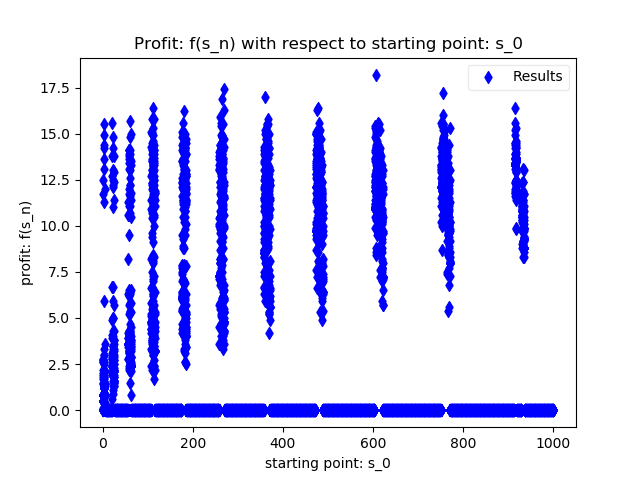 Profit: f(s_n) with respect to starting point: s_0
Results
profit: f(s_n)
17.5
15.0
12.5
10.0
7.5
5.0
2.5
0.0
0 200 400 600 800 1000
starting point: s_0